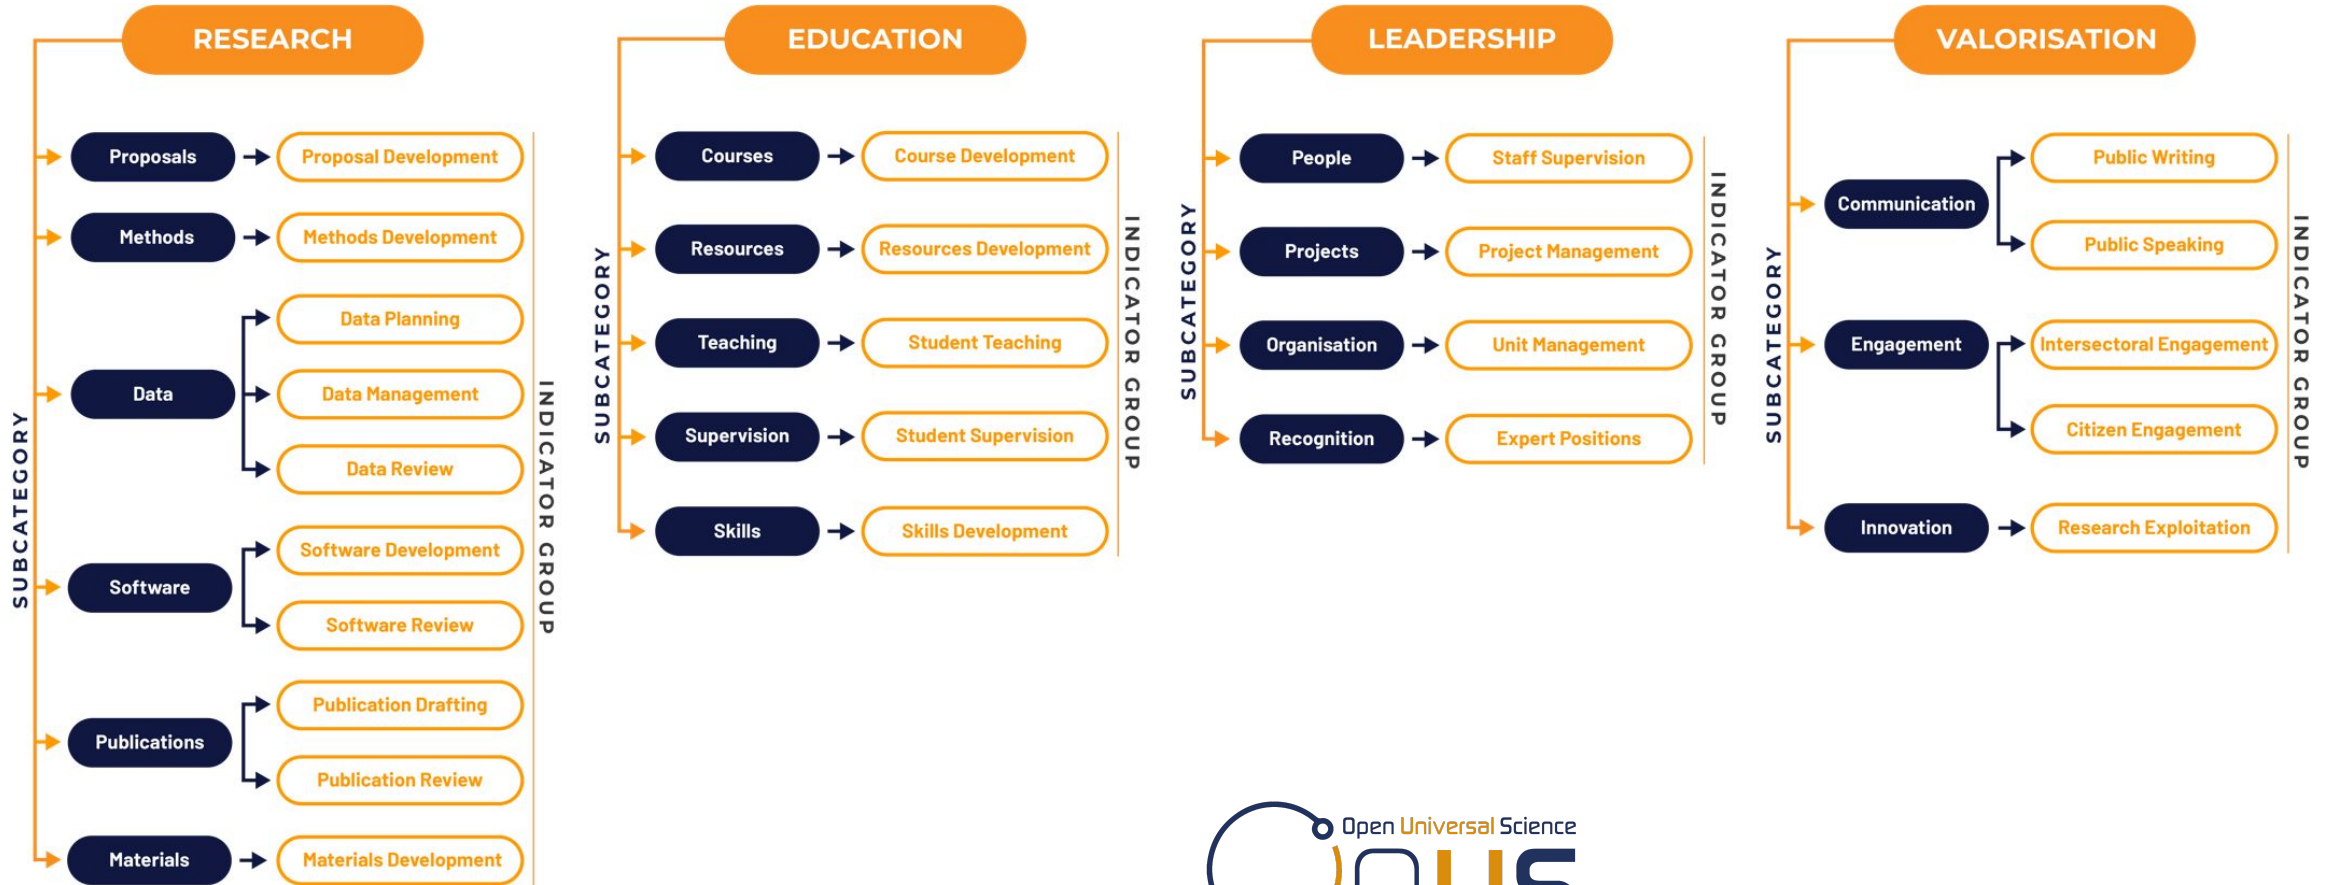 RESEARCH
SUBCATEGORY
Proposals
Proposal Development
Methods
Methods Development
Data
Data Planning
Data Management
Data Review
Software
Software Development
Software Review
Publications
Publication Drafting
Publication Review
Materials
Materials Development
INDICATOR GROUP
EDUCATION
SUBCATEGORY
Courses
Course Development
Resources
Resources Development
Teaching
Student Teaching
Supervision
Student Supervision
Skills
Skills Development
INDICATOR GROUP
LEADERSHIP
SUBCATEGORY
People
Staff Supervision
Projects
Project Management
Organisation
Unit Management
Recognition
Expert Positions
INDICATOR GROUP
VALORISATION
SUBCATEGORY
Communication
Public Writing
Public Speaking
Engagement
Intersectoral Engagement
Citizen Engagement
Innovation
Research Exploitation
INDICATOR GROUP
Open Universal Science